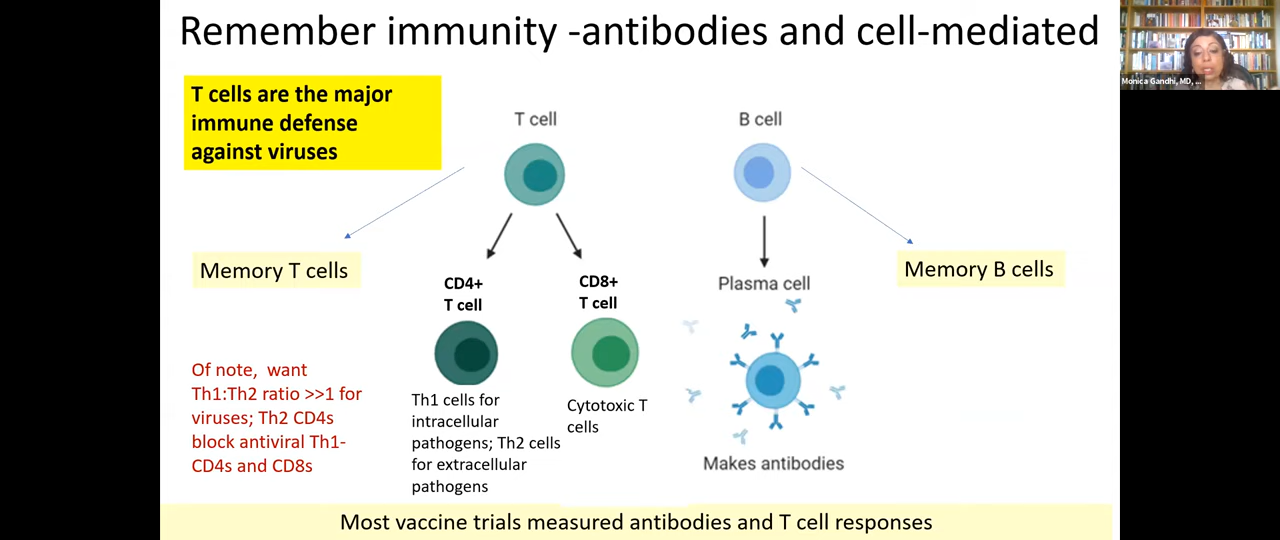 Remember immunity -antibodies and cell-mediated
Monica Gandhi, MD, ...
T cells are the major
immune defense
against viruses
T cell
B cell
Memory T cells
CD4+
T cell
CD8+
T cell
Plasma cell
Memory B cells
Of note, want
Th1:Th2 ratio >>1 for
viruses; Th2 CD4s
block antiviral Th1-
CD4s and CD8s
Th1 cells for
intracellular
pathogens; Th2 cells
for extracellular
pathogens
Cytotoxic T
cells
Makes antibodies
Most vaccine trials measured antibodies and T cell responses